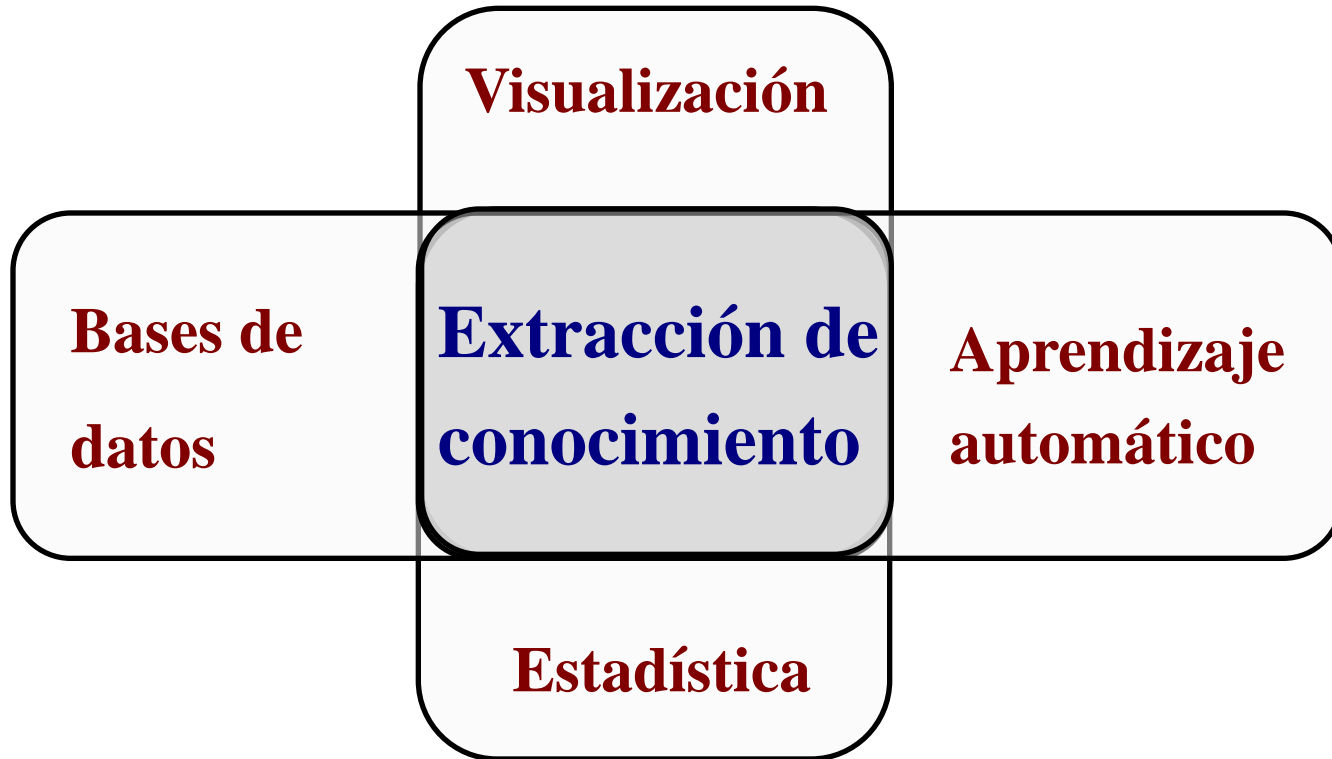 Visualización
Bases de
datos
Extracción de
conocimiento
Aprendizaje
automático
Estadística